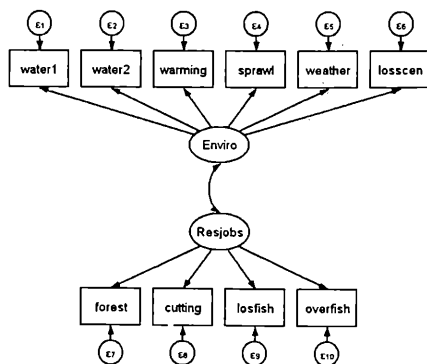 ε1 ε2 ε3 ε4 ε5 ε6
water1 water2 warming sprawl weather losscen
Enviro
Resjobs
forest cutting losfish overfish
ε7 ε8 ε9 ε10